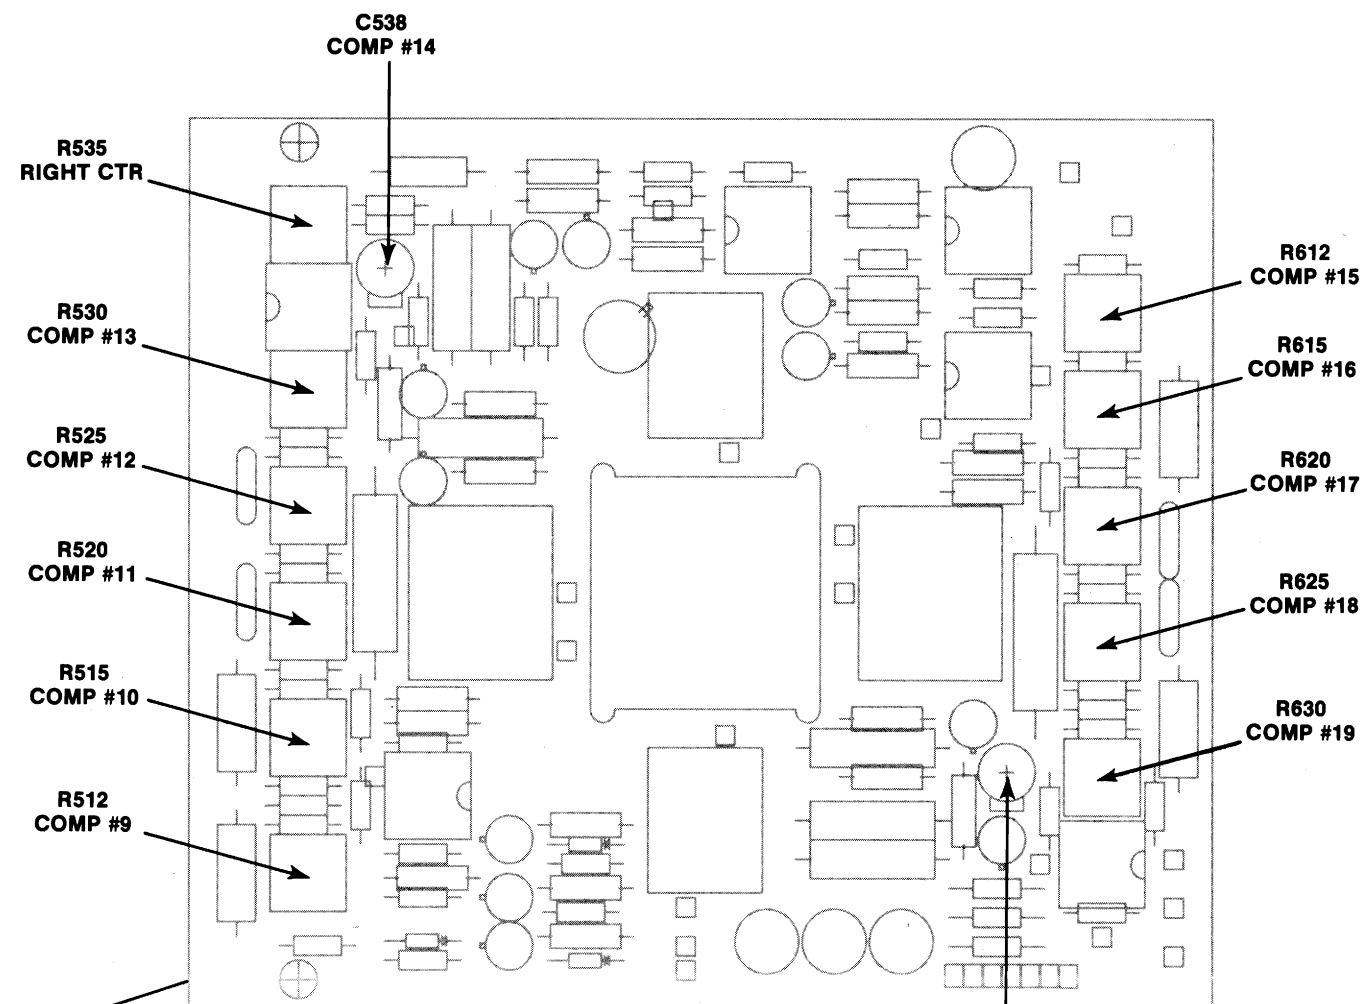 C538
COMP #14
R535
RIGHT CTR
R530
COMP #13
R525
COMP #12
R520
COMP #11
R515
COMP #10
R512
COMP #9
R612
COMP #15
R615
COMP #16
R620
COMP #17
R625
COMP #18
R630
COMP #19